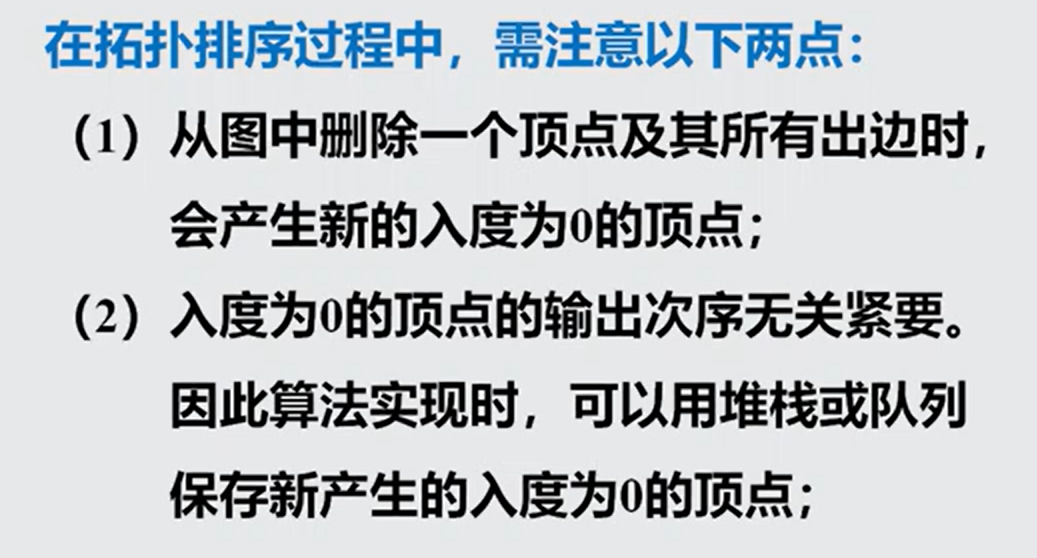 在拓扑排序过程中，需注意以下两点：
（1）从图中删除一个顶点及其所有出边时，
会产生新的入度为0的顶点；
（2）入度为0的顶点的输出次序无关紧要。
因此算法实现时，可以用堆栈或队列
保存新产生的入度为0的顶点；